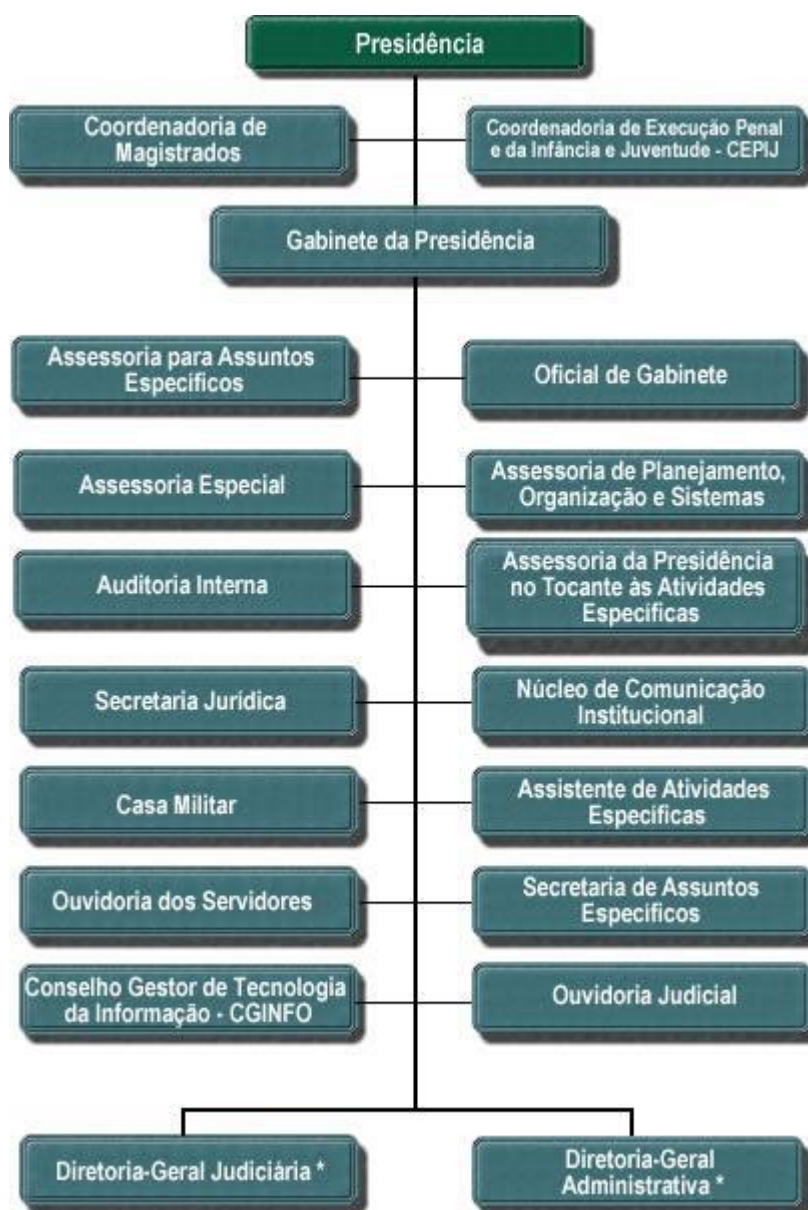 Presidência
Coordenadoria de
Magistrados
Coordenadoria de Execução Penal
e da Infância e Juventude - CEPIJ
Gabinete da Presidência
Assessoria para Assuntos
Específicos
Oficial de Gabinete
Assessoria Especial
Assessoria de Planejamento,
Organização e Sistemas
Auditoria Interna
Assessoria da Presidência
no Tocante às Atividades
Específicas
Secretaria Jurídica
Núcleo de Comunicação
Institucional
Casa Militar
Assistente de Atividades
Específicas
Ouvidoria dos Servidores
Secretaria de Assuntos
Específicos
Conselho Gestor de Tecnologia
da Informação - CGINFO
Ouvidoria Judicial
Diretoria-Geral Judiciária *
Diretoria-Geral
Administrativa *